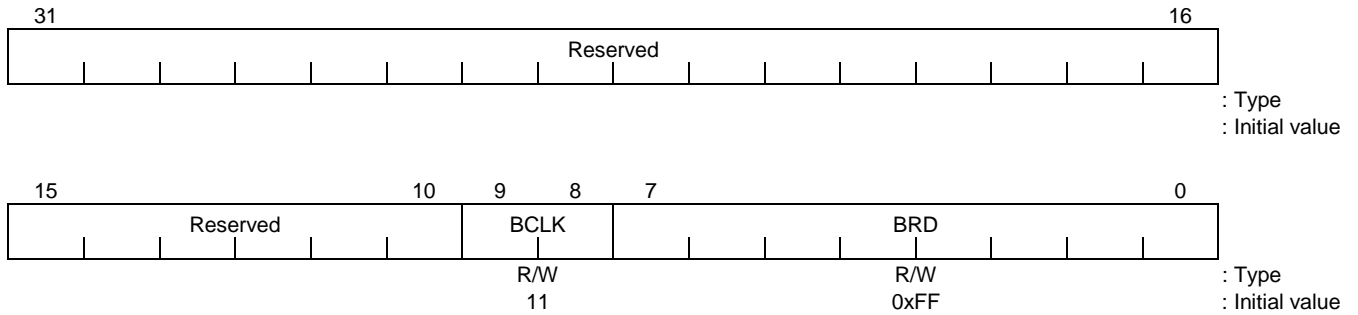 31 16
Reserved
: Type
: Initial value
15 10 9 8 7 0
Reserved BCLK BRD
R/W R/W : Type
11 0xFF : Initial value